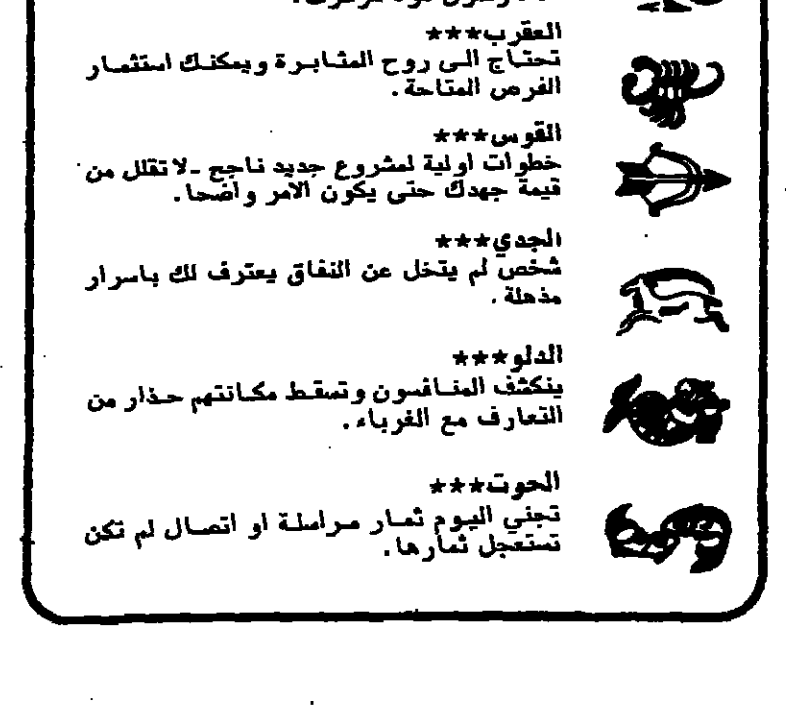 العقرب***
تحتاج الى روح المثابرة ويمكنك استثمار
الفرص المتاحة.
القوس***
خطوات اولية لمشروع جديد ناجح - لا تقلل من
قيمة جهدك حتى يكون الامر واضحا.
الجدي***
شخص لم يتخل عن النفاق يعترف لك باسرار
مذهلة.
الدلو***
ينكشف المنافسون وتسقط مكانتهم حذار من
التعارف مع الغرباء.
الحوت***
تجني اليوم ثمار مراسلة او اتصال لم تكن
تستعجل ثمارها.